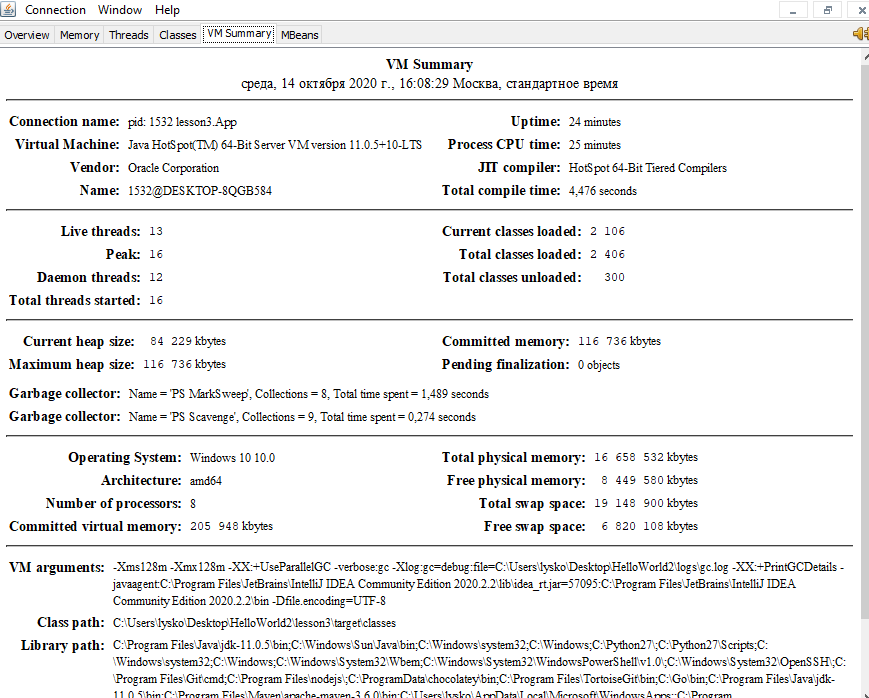 Connection Window Help
Overview Memory Threads Classes VM Summary MBeans
VM Summary
среда, 14 октября 2020 г., 16:08:29 Москва, стандартное время
Connection name: pid: 1532 lesson3.App Uptime: 24 minutes
Virtual Machine: Java HotSpot(TM) 64-Bit Server VM version 11.0.5+10-LTS Process CPU time: 25 minutes
Vendor: Oracle Corporation JIT compiler: HotSpot 64-Bit Tiered Compilers
Name: 1532@DESKTOP-8QGB584 Total compile time: 4,476 seconds
Live threads: 13 Current classes loaded: 2 106
Peak: 16 Total classes loaded: 2 406
Daemon threads: 12 Total classes unloaded: 300
Total threads started: 16
Current heap size: 84 229 kbytes Committed memory: 116 736 kbytes
Maximum heap size: 116 736 kbytes Pending finalization: 0 objects
Garbage collector: Name = 'PS MarkSweep', Collections = 8, Total time spent = 1,489 seconds
Garbage collector: Name = 'PS Scavenge', Collections = 9, Total time spent = 0,274 seconds
Operating System: Windows 10 10.0 Total physical memory: 16 658 532 kbytes
Architecture: amd64 Free physical memory: 8 449 580 kbytes
Number of processors: 8 Total swap space: 19 148 900 kbytes
Committed virtual memory: 205 948 kbytes Free swap space: 6 820 108 kbytes
VM arguments: -Xms128m -Xmx128m -XX:+UseParallelGC -verbose:gc -Xlog:gc=debug:file=C:\Users\lysko\Desktop\HelloWorld2\logs\gc.log -XX:+PrintGCDetails -
javaagent:C:\Program Files\JetBrains\IntelliJ IDEA Community Edition 2020.2.2\lib\idea_rt.jar=57095:C:\Program Files\JetBrains\IntelliJ IDEA
Community Edition 2020.2.2\bin -Dfile.encoding=UTF-8
Class path: C:\Users\lysko\Desktop\HelloWorld2\lesson3\target\classes
Library path: C:\Program Files\Java\jdk-11.0.5\bin;C:\Windows\Sun\Java\bin;C:\Windows\system32;C:\Windows;C:\Python27\;C:\Python27\Scripts;C:
\Windows\system32;C:\Windows;C:\Windows\System32\Wbem;C:\Windows\System32\WindowsPowerShell\v1.0\;C:\Windows\System32\OpenSSH\;C:
\Program Files\Git\cmd;C:\Program Files\nodejs\;C:\ProgramData\chocolatey\bin;C:\Program Files\TortoiseGit\bin;C:\Go\bin;C:\Program Files\Java\jdk-
11.0.5\bin;C:\Program Files\Maven\apache-maven-3.6.0\bin;C:\Users\lysko\AppData\Local\Microsoft\WindowsApps;;C:\Program